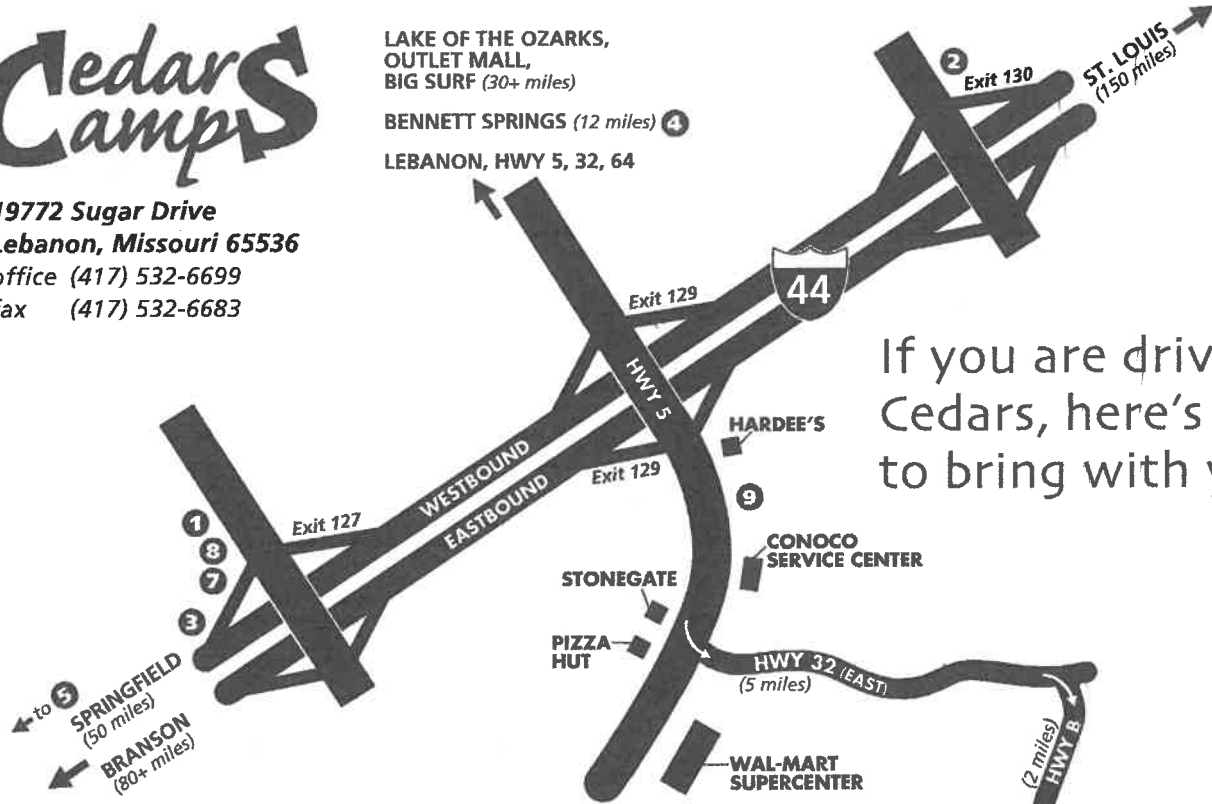 Cedars
Camps
19772 Sugar Drive
Lebanon, Missouri 65536
office (417) 532-6699
fax (417) 532-6683
LAKE OF THE OZARKS,
OUTLET MALL,
BIG SURF (30+ miles)
BENNETT SPRINGS (12 miles) 4
LEBANON, HWY 5, 32, 64
2
Exit 130
ST. LOUIS
(150 miles)
44
Exit 129
HWY 5
If you are driv
Cedars, here's
to bring with y
HARDEE'S
WESTBOUND
EASTBOUND
Exit 129
9
1
8
7
3
Exit 127
CONOCO
SERVICE CENTER
STONEGATE
PIZZA
HUT
HWY 32 (EAST)
(5 miles)
to 5
SPRINGFIELD
(50 miles)
BRANSON
(80+ miles)
WAL-MART
SUPERCENTER
(2 miles)
HWY B